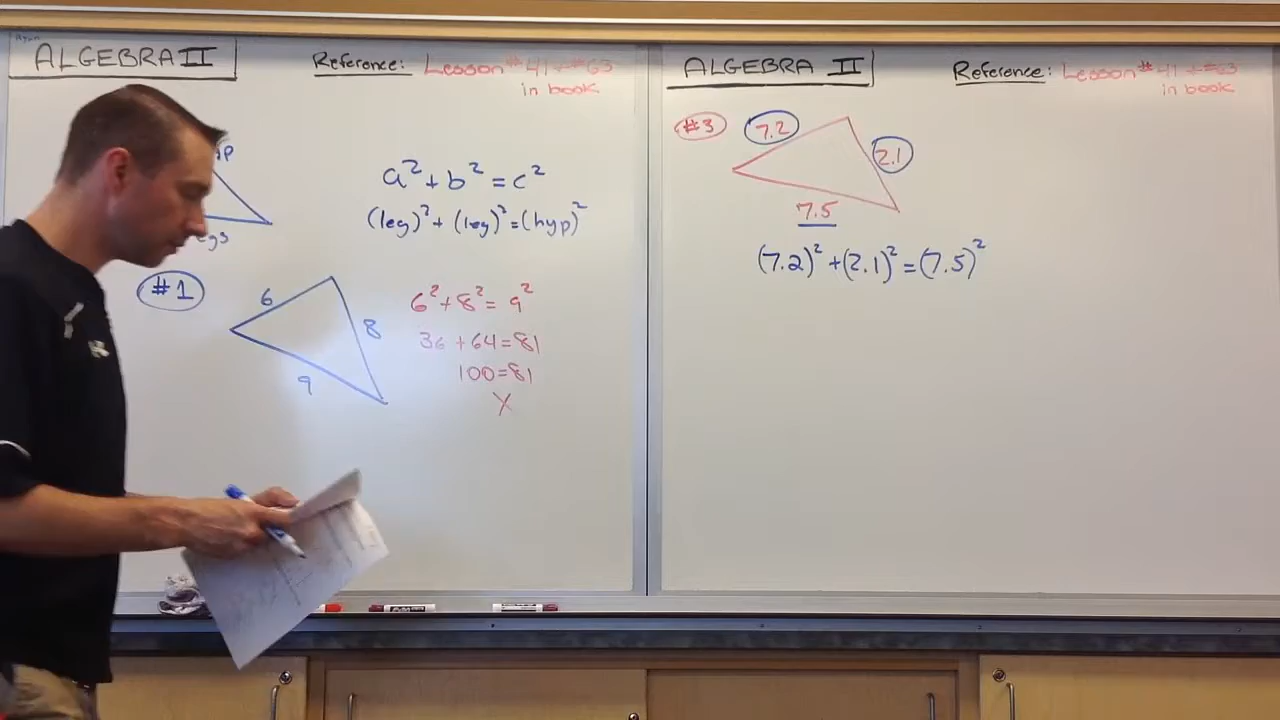 ALGEBRA II
Reference: Lesson #41 + #63
in book
legs
a² + b² = c²
(leg)² + (leg)² = (hyp)²
#1
6
8
9
6² + 8² = 9²
36 + 64 = 81
100 = 81
X
ALGEBRA II
Reference: Lesson #41 + #63
in book
#3
7.2
2.1
7.5
(7.2)² + (2.1)² = (7.5)²